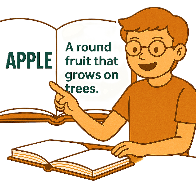 APPLE
A round
fruit that
grows on
trees.